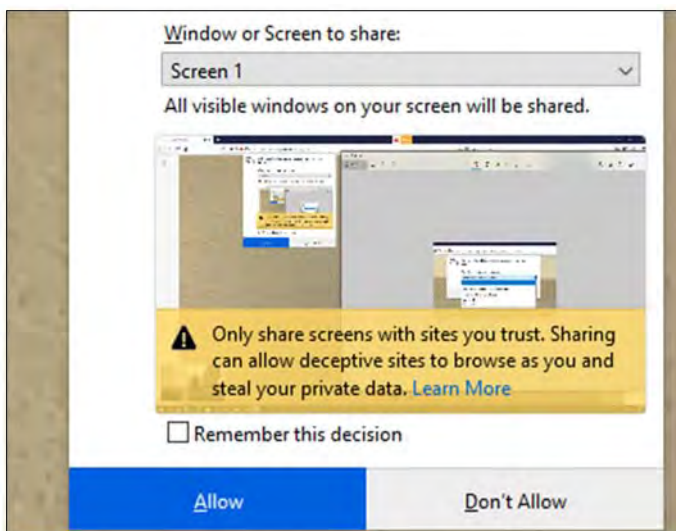 Window or Screen to share:
Screen 1
All visible windows on your screen will be shared.
Only share screens with sites you trust. Sharing
can allow deceptive sites to browse as you and
steal your private data. Learn More
Remember this decision
Allow
Don't Allow